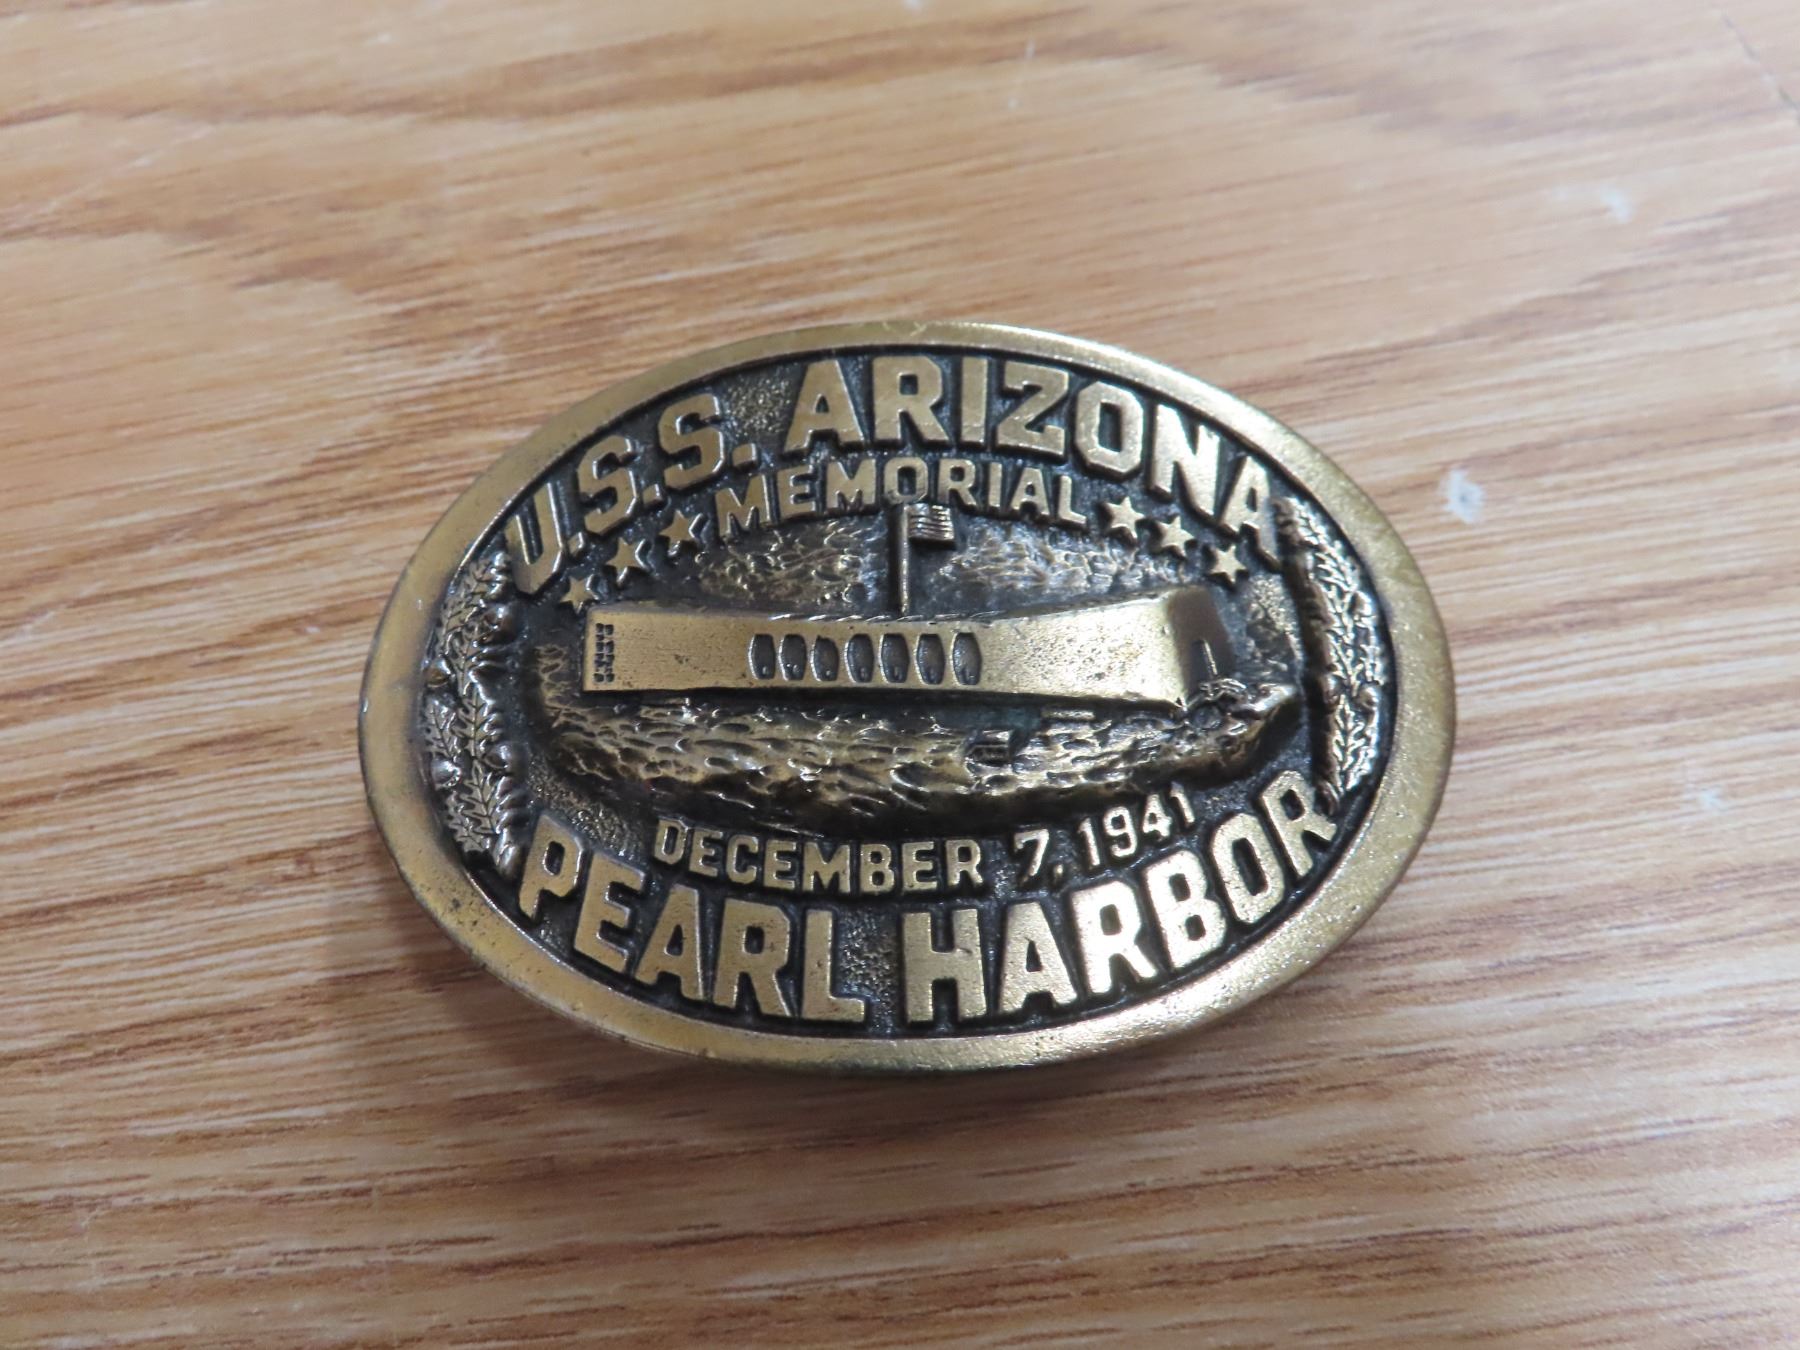 U.S.S. ARIZONA
MEMORIAL
DECEMBER 7, 1941
PEARL HARBOR